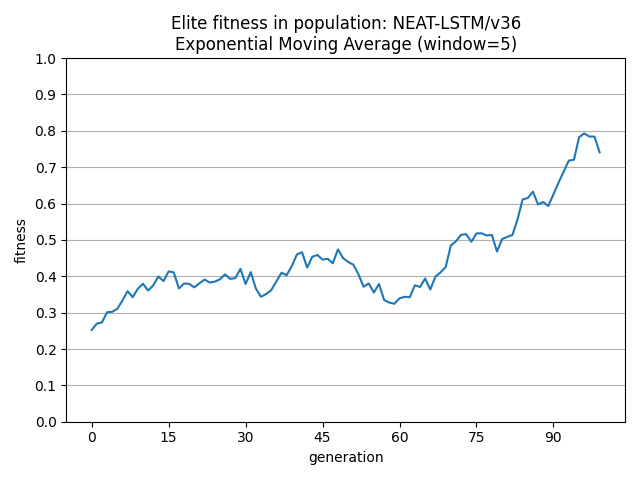 Elite fitness in population: NEAT-LSTM/v36
Exponential Moving Average (window=5)
1.0
0.9
0.8
0.7
0.6
0.5
0.4
0.3
0.2
0.1
0.0
fitness
0 15 30 45 60 75 90
generation